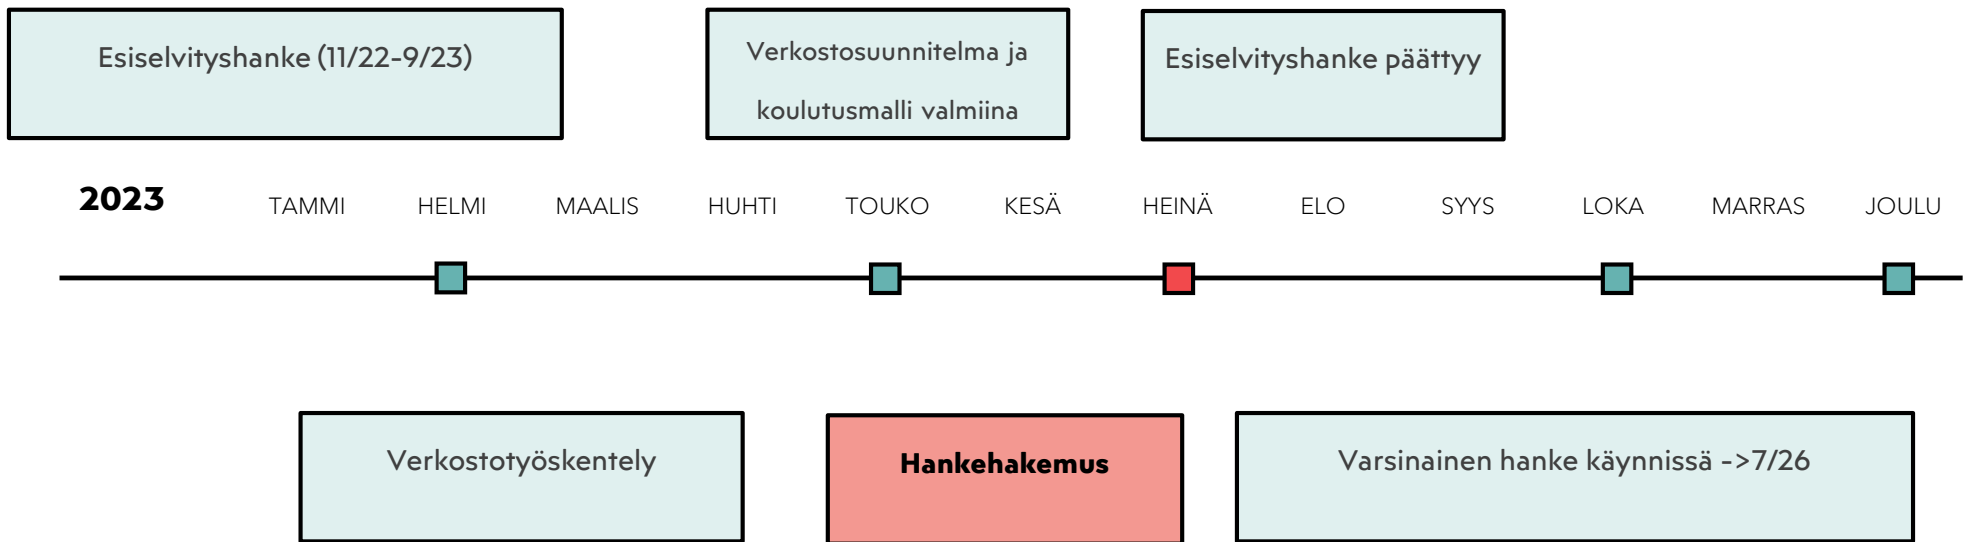 Esiselvityshanke (11/22-9/23)
Verkostosuunnitelma ja
koulutusmalli valmiina
Esiselvityshanke päättyy
2023 TAMMI HELMI MAALIS HUHTI TOUKO KESÄ HEINÄ ELO SYYS LOKA MARRAS JOULU
Verkostotyöskentely
Hankehakemus
Varsinainen hanke käynnissä ->7/26